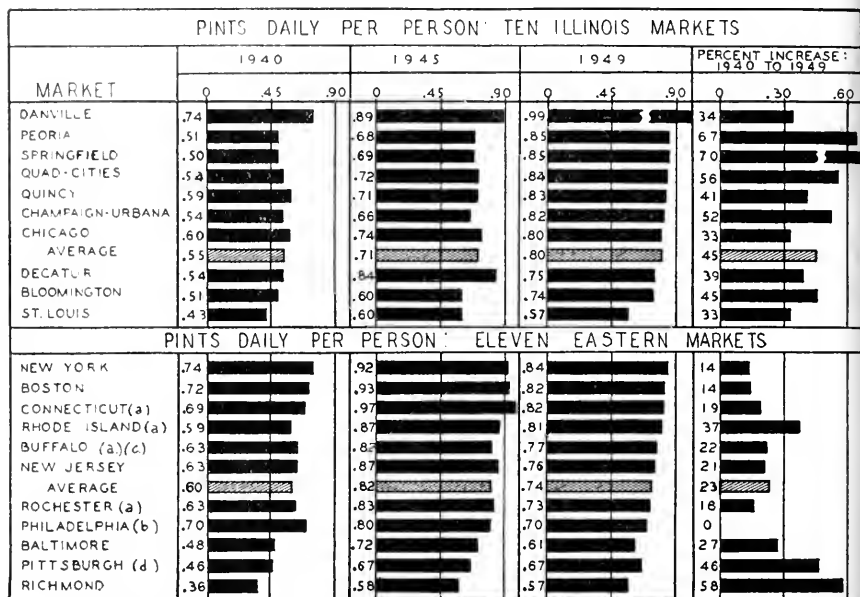 PINTS DAILY PER PERSON: TEN ILLINOIS MARKETS
MARKET 1940 1945 1949 PERCENT INCREASE: 1940 TO 1949
0 .45 .90 0 .45 .90 0 .45 .90 0 .30 .60
DANVILLE .74 .89 .99 34
PEORIA .51 .68 .85 67
SPRINGFIELD .50 .69 .85 70
QUAD-CITIES .54 .72 .84 56
QUINCY .59 .71 .83 41
CHAMPAIGN-URBANA .54 .66 .82 52
CHICAGO .60 .74 .80 33
AVERAGE .55 .71 .80 45
DECATUR .54 .84 .75 39
BLOOMINGTON .51 .60 .74 45
ST. LOUIS .43 .60 .57 33
PINTS DAILY PER PERSON: ELEVEN EASTERN MARKETS
NEW YORK .74 .92 .84 14
BOSTON .72 .93 .82 14
CONNECTICUT(a) .69 .97 .82 19
RHODE ISLAND(a) .59 .87 .81 37
BUFFALO (a)(c) .63 .82 .77 22
NEW JERSEY .63 .87 .76 21
AVERAGE .60 .82 .74 23
ROCHESTER (a) .63 .83 .73 16
PHILADELPHIA(b) .70 .80 .70 0
BALTIMORE .48 .72 .61 27
PITTSBURGH (d) .46 .67 .67 46
RICHMOND .36 .58 .57 58